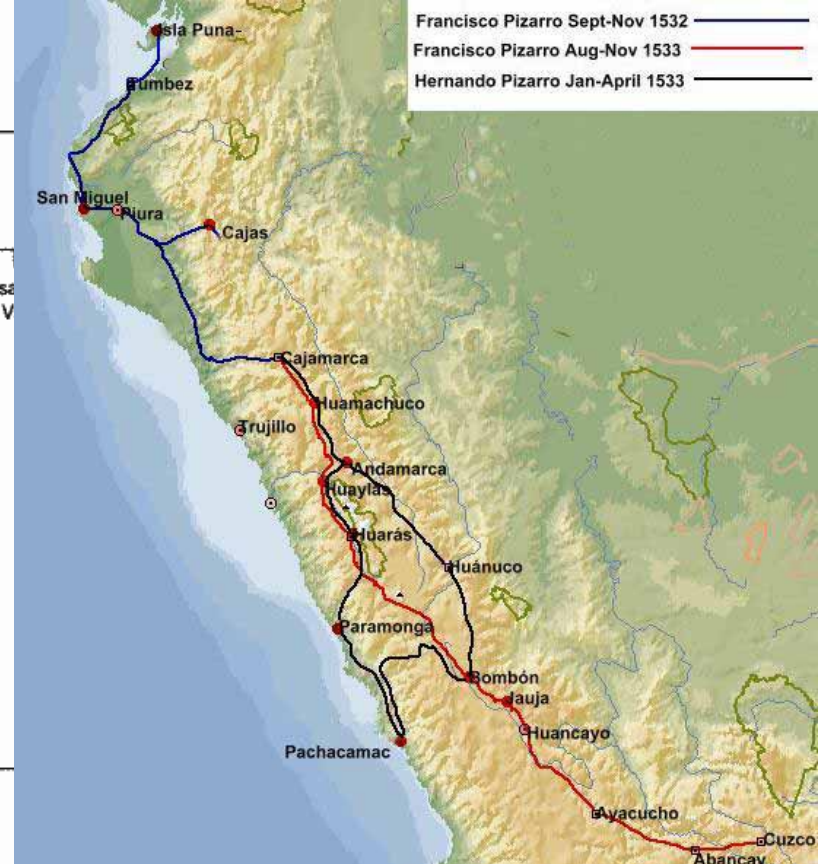 Francisco Pizarro Sept-Nov 1532
Francisco Pizarro Aug-Nov 1533
Hernando Pizarro Jan-April 1533
Isla Puna-
Tumbez
San Miguel
Piura
Cajas
Cajamarca
Huamachuco
Trujillo
Andamarca
Huaylas
Huarás
Huánuco
Paramonga
Bombón
Jauja
Huancayo
Pachacamac
Ayacucho
Cuzco
Abancay